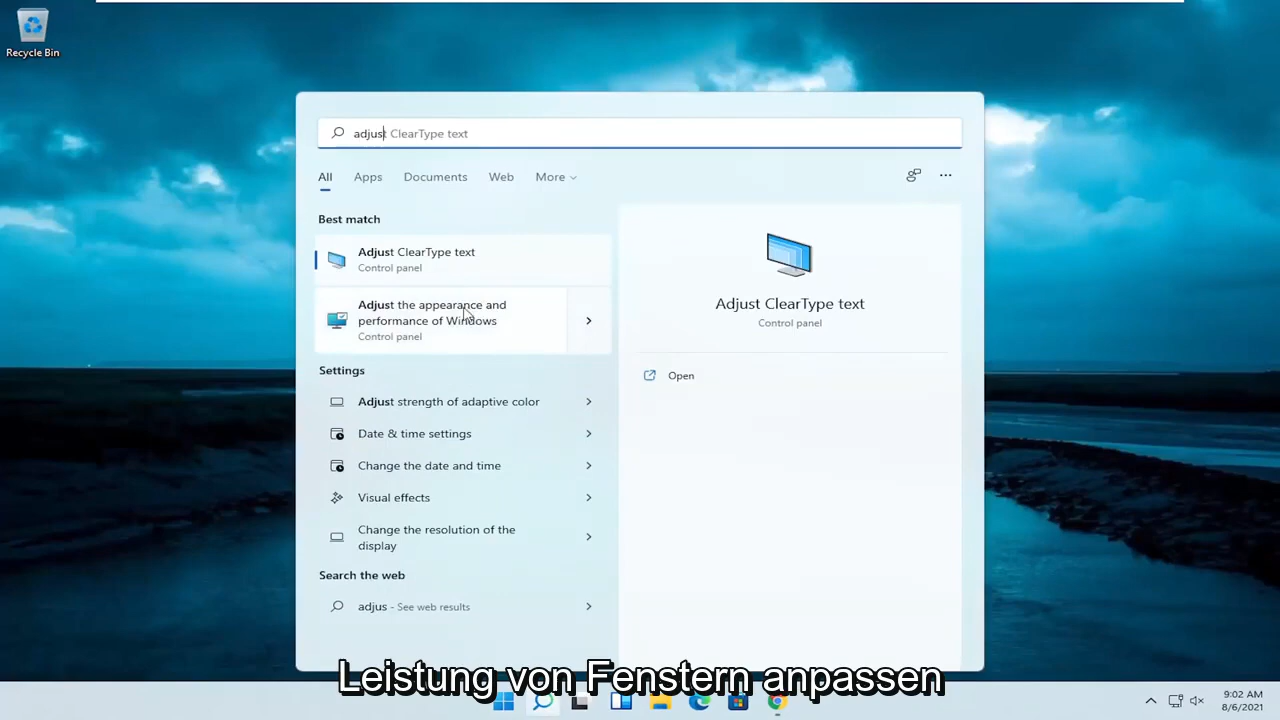 Recycle Bin
adjust ClearType text
All Apps Documents Web More
Best match
Adjust ClearType text
Control panel
Adjust the appearance and
performance of Windows
Control panel
Settings
Adjust strength of adaptive color
Date & time settings
Change the date and time
Visual effects
Change the resolution of the
display
Search the web
adjus - See web results
Adjust ClearType text
Control panel
Open
Leistung von Fenstern anpassen
9:02 AM
8/6/2021